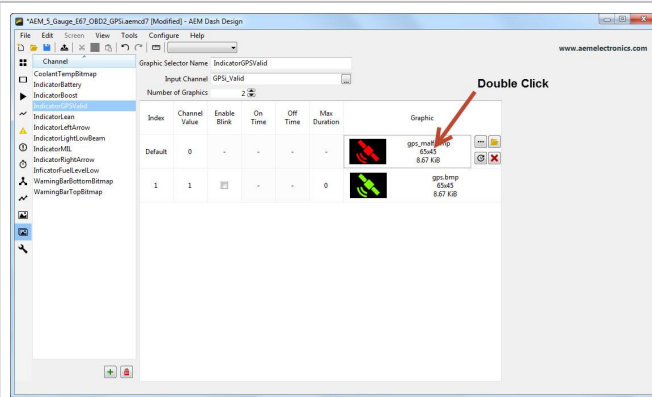 *AEM_5_Gauge_E67_OBD2_GPSi.aemcd7 [Modified] - AEM Dash Design
File Edit Screen View Tools Configure Help
www.aemelectronics.com
Channel
CoolantTempBitmap
IndicatorBattery
IndicatorBoost
IndicatorGPSValid
IndicatorLean
IndicatorLeftArrow
IndicatorLightLowBeam
IndicatorMIL
IndicatorRightArrow
InficatorFuelLevelLow
WarningBarBottomBitmap
WarningBarTopBitmap
Graphic Selector Name IndicatorGPSValid
Input Channel GPSi_Valid ...
Number of Graphics 2
Double Click
Index Channel Value Enable Blink On Time Off Time Max Duration Graphic
Default 0 - - - -
gps_malf.bmp
65x45
8.67 KiB
1 1 - - 0
gps.bmp
65x45
8.67 KiB